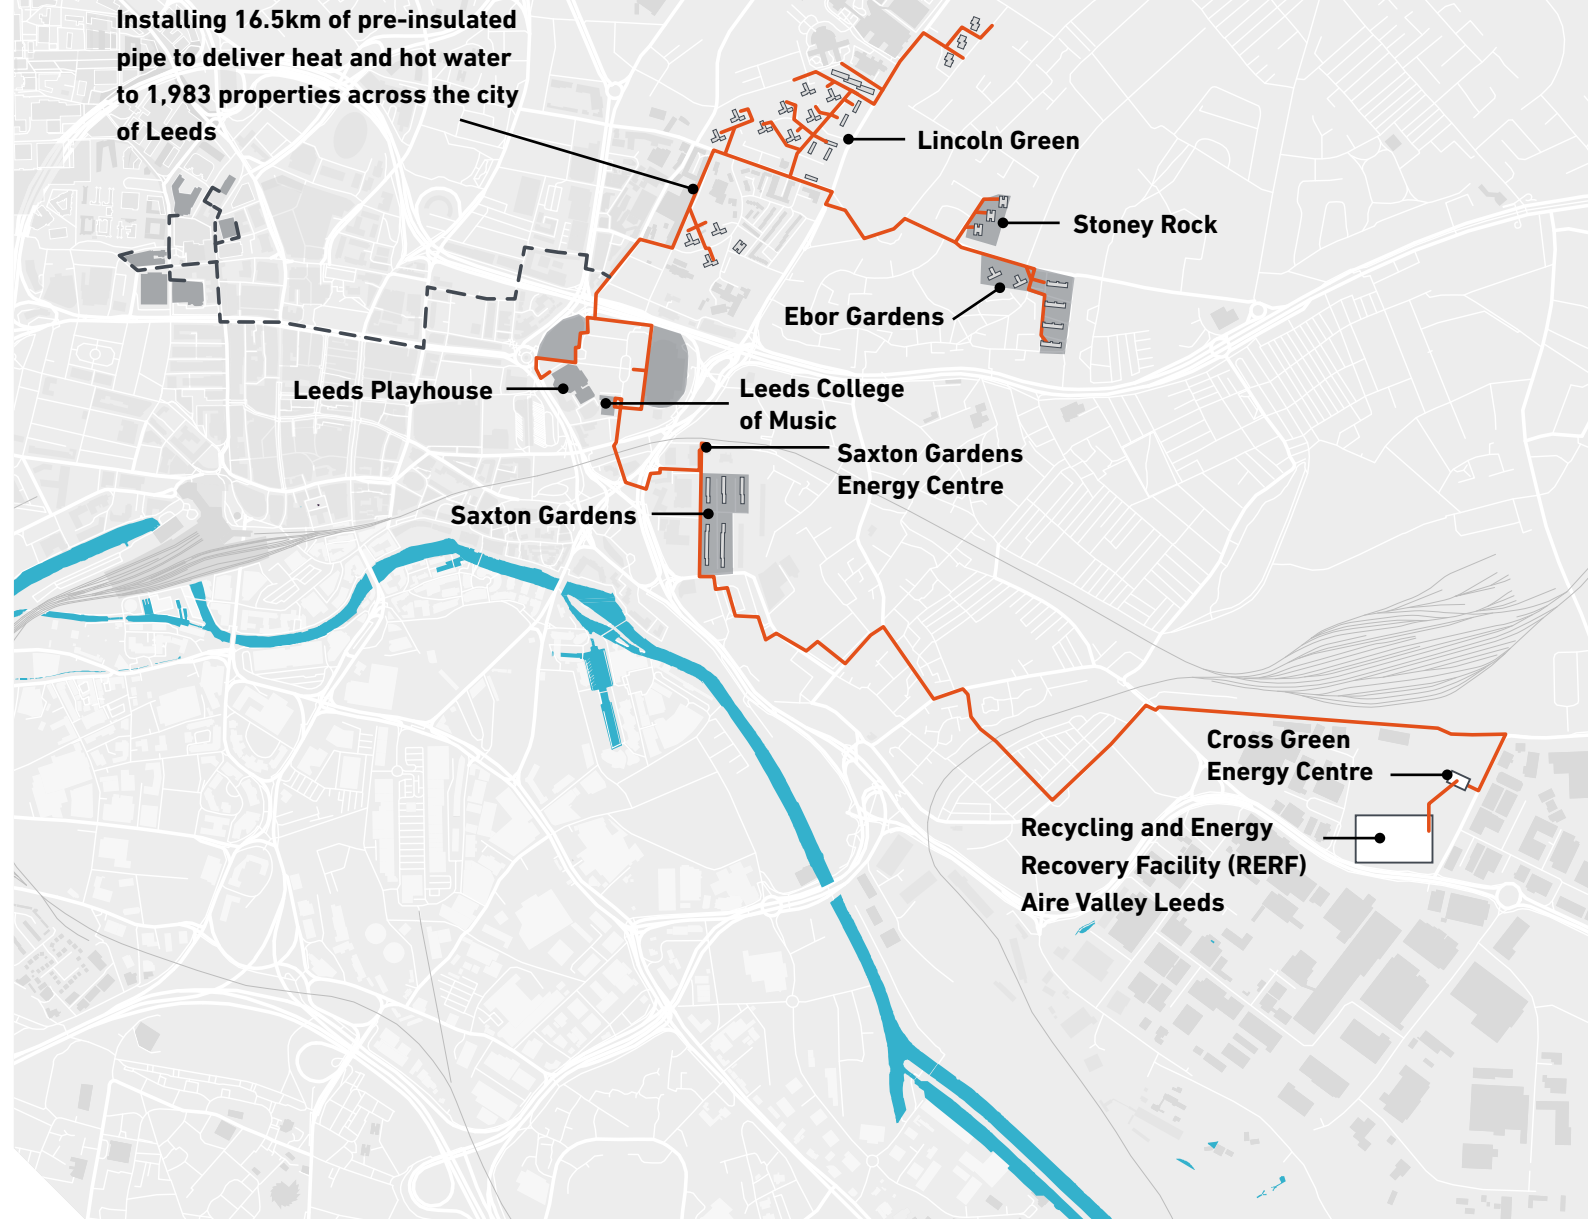 Installing 16.5km of pre-insulated
pipe to deliver heat and hot water
to 1,983 properties across the city
of Leeds
Lincoln Green
Stoney Rock
Ebor Gardens
Leeds Playhouse
Leeds College
of Music
Saxton Gardens
Energy Centre
Saxton Gardens
Cross Green
Energy Centre
Recycling and Energy
Recovery Facility (RERF)
Aire Valley Leeds